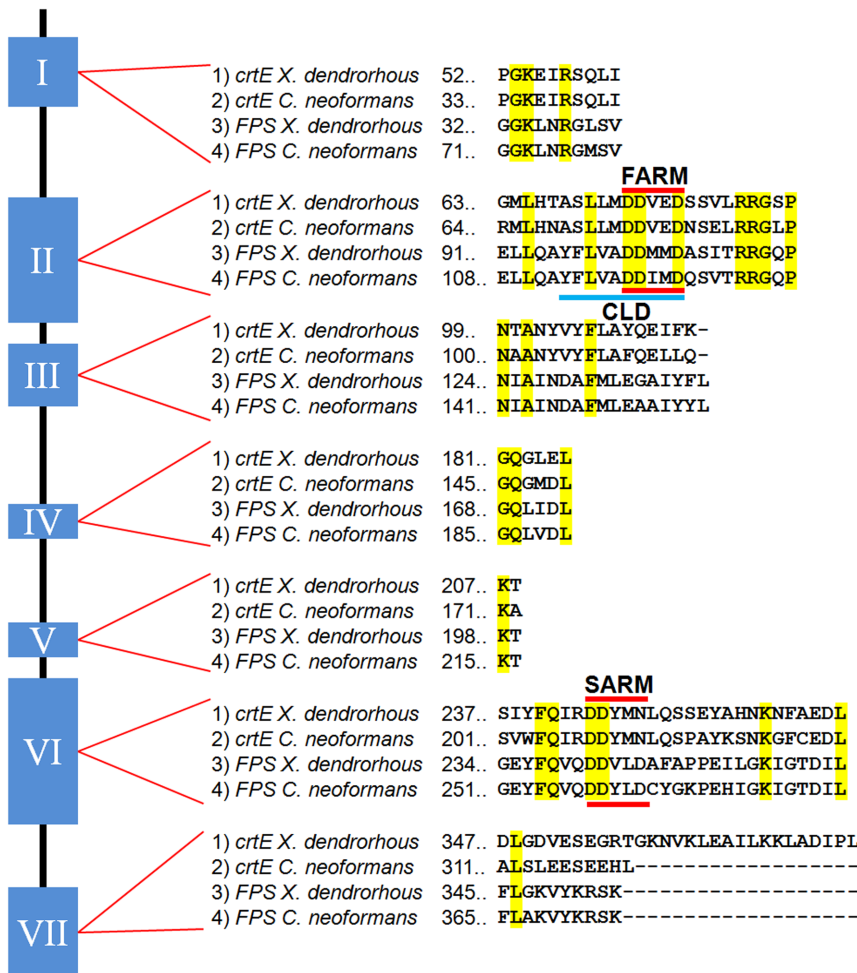 I
1) crtE X. dendrorhous 52.. PGKEIRSQLI
2) crtE C. neoformans 33.. PGKEIRSQLI
3) FPS X. dendrorhous 32.. GGKLNRGLSV
4) FPS C. neoformans 71.. GGKLNRGMSV
FARM
II
1) crtE X. dendrorhous 63.. GMLHTASLLMDDVEDSSVLRRGSP
2) crtE C. neoformans 64.. RMLHNASLLMDDVEDNSELRRGLP
3) FPS X. dendrorhous 91.. ELLQAYFLVADDMMDASITRRGQP
4) FPS C. neoformans 108.. ELLQAYFLVADDIMDQSVTRRGQP
CLD
III
1) crtE X. dendrorhous 99.. NTANYVYFLAYQEIFK-
2) crtE C. neoformans 100.. NAANYVYFLAFQELLQ-
3) FPS X. dendrorhous 124.. NIAINDAFMLEGAIYFL
4) FPS C. neoformans 141.. NIAINDAFMLEAAIYYL
IV
1) crtE X. dendrorhous 181.. GQGLEL
2) crtE C. neoformans 145.. GQGMDL
3) FPS X. dendrorhous 168.. GQLIDL
4) FPS C. neoformans 185.. GQLVDL
V
1) crtE X. dendrorhous 207.. KT
2) crtE C. neoformans 171.. KA
3) FPS X. dendrorhous 198.. KT
4) FPS C. neoformans 215.. KT
SARM
VI
1) crtE X. dendrorhous 237.. SIYFQIRDDYMNLQSSEYAHNKNFAEDL
2) crtE C. neoformans 201.. SVWFQIRDDYMNLQSPAYKSNKGFCEDL
3) FPS X. dendrorhous 234.. GEYFQVQDDVLDAFAPPEILGKIGTDIL
4) FPS C. neoformans 251.. GEYFQVQDDYLDCYGKPEHIGKIGTDIL
VII
1) crtE X. dendrorhous 347.. DLGDVESEGRTGKNVKLEAILKKLADIPL
2) crtE C. neoformans 311.. ALSLEESEEHL------------------
3) FPS X. dendrorhous 345.. FLGKVYKRSK-------------------
4) FPS C. neoformans 365.. FLAKVYKRSK-------------------